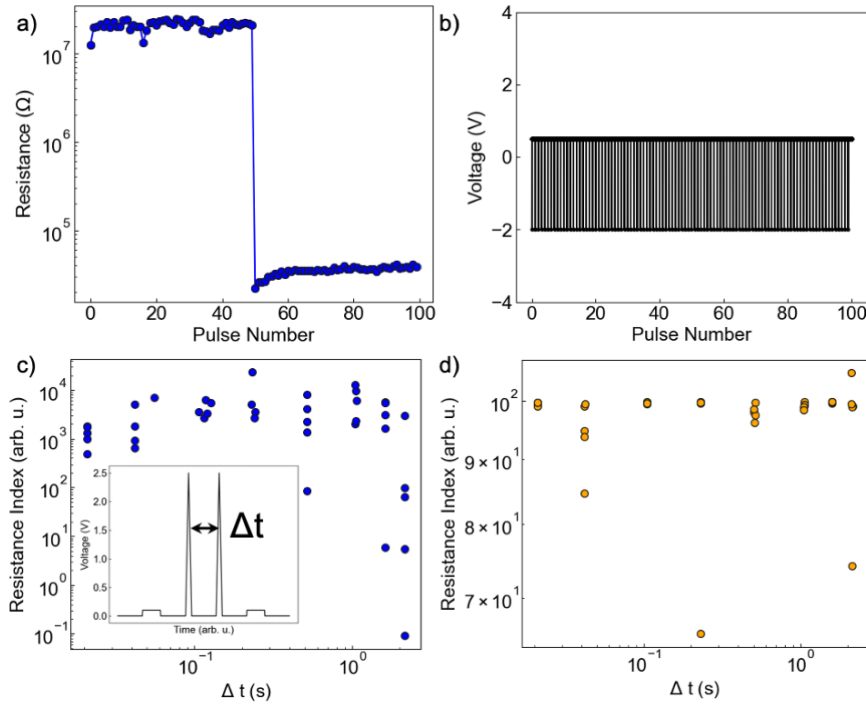 a)
Resistance (Ω)
10⁷
10⁶
10⁵
0 20 40 60 80 100
Pulse Number
b)
Voltage (V)
4
2
0
−2
−4
0 20 40 60 80 100
Pulse Number
c)
Resistance Index (arb. u.)
10⁴
10³
10²
10¹
10⁰
10⁻¹
10⁻¹ 10⁰
Δ t (s)
Voltage (V)
2.5
2.0
1.5
1.0
0.5
0.0
Δt
Time (arb. u.)
d)
Resistance Index (arb. u.)
10²
9 × 10¹
8 × 10¹
7 × 10¹
10⁻¹ 10⁰
Δ t (s)